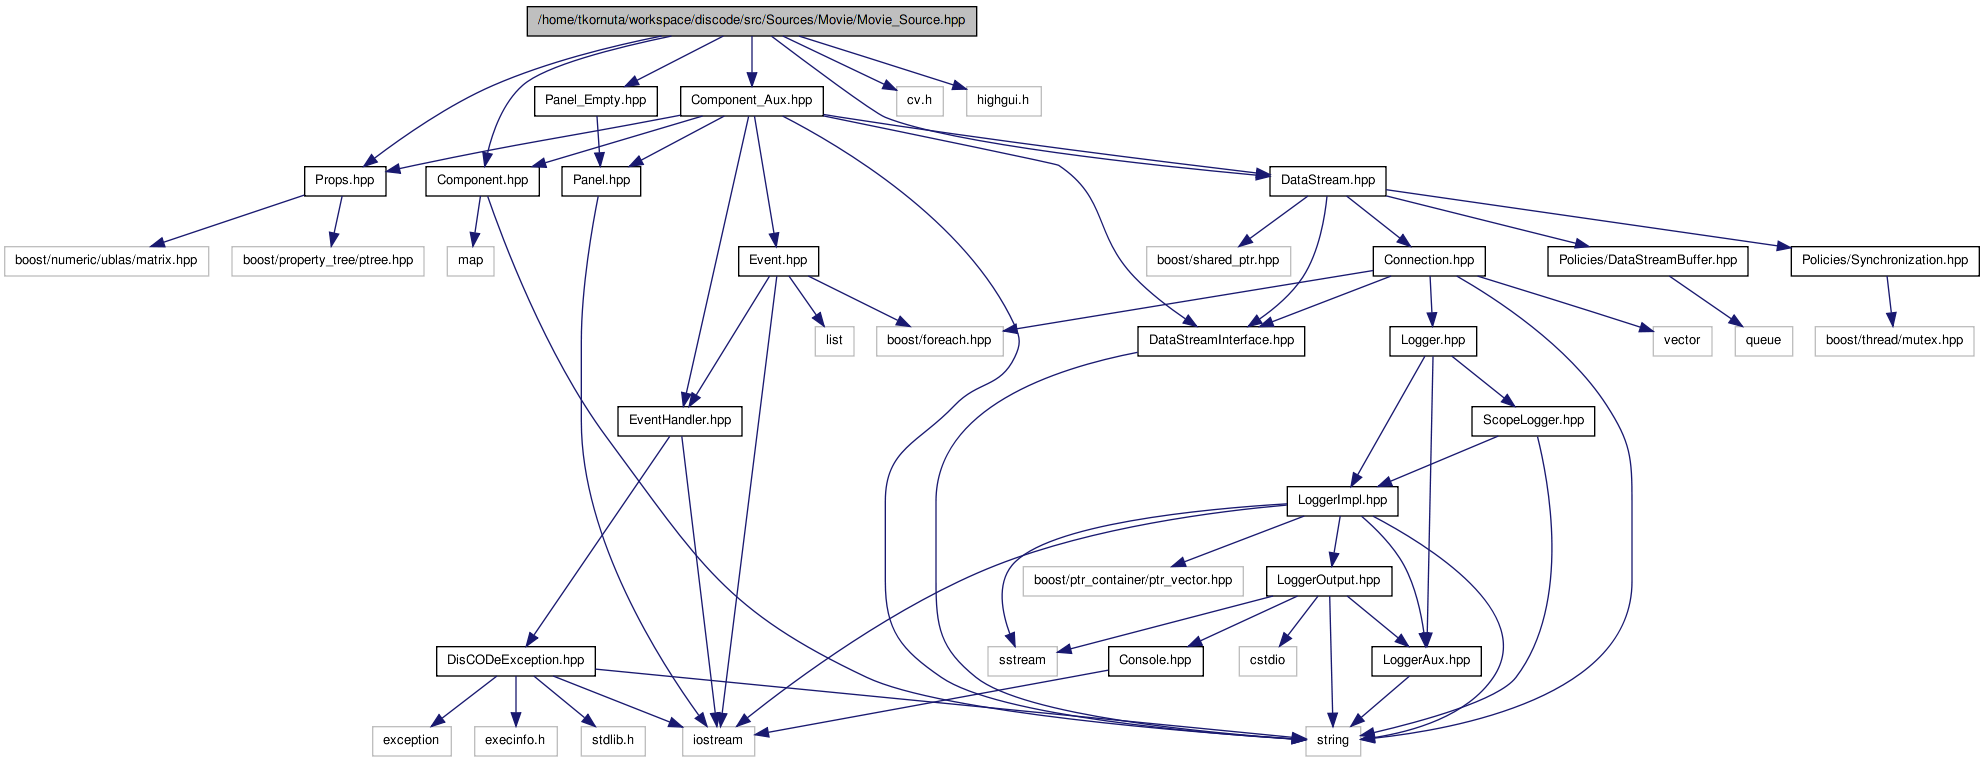 /home/tkornuta/workspace/discode/src/Sources/Movie/Movie_Source.hpp
Panel_Empty.hpp
Component_Aux.hpp
cv.h
highgui.h
Props.hpp
Component.hpp
Panel.hpp
DataStream.hpp
boost/numeric/ublas/matrix.hpp
boost/property_tree/ptree.hpp
map
Event.hpp
boost/shared_ptr.hpp
Connection.hpp
Policies/DataStreamBuffer.hpp
Policies/Synchronization.hpp
list
boost/foreach.hpp
DataStreamInterface.hpp
Logger.hpp
vector
queue
boost/thread/mutex.hpp
EventHandler.hpp
ScopeLogger.hpp
LoggerImpl.hpp
boost/ptr_container/ptr_vector.hpp
LoggerOutput.hpp
DisCODeException.hpp
sstream
Console.hpp
cstdio
LoggerAux.hpp
exception
execinfo.h
stdlib.h
iostream
string